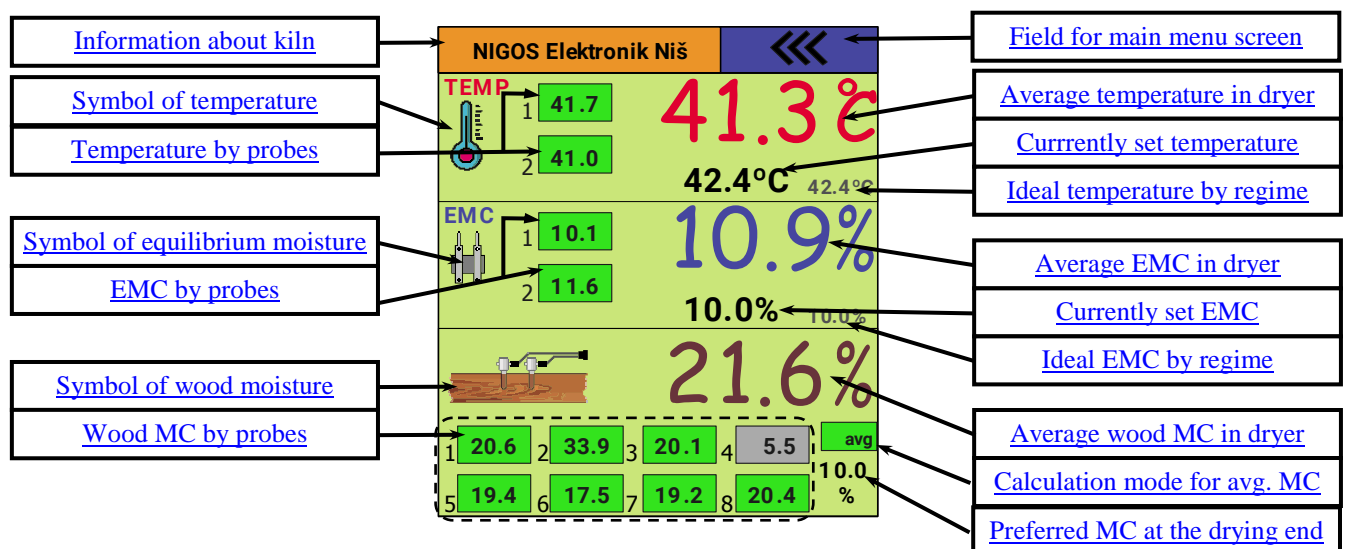 Information about kiln
Symbol of temperature
Temperature by probes
Symbol of equilibrium moisture
EMC by probes
Symbol of wood moisture
Wood MC by probes
NIGOS Elektronik Niš
TEMP
1 41.7
2 41.0
41.3°C
42.4ºC 42.4ºC
EMC
1 10.1
2 11.6
10.9%
10.0% 10.0%
21.6%
1 20.6 2 33.9 3 20.1 4 5.5
5 19.4 6 17.5 7 19.2 8 20.4
avg
10.0
%
Field for main menu screen
Average temperature in dryer
Currrently set temperature
Ideal temperature by regime
Average EMC in dryer
Currently set EMC
Ideal EMC by regime
Average wood MC in dryer
Calculation mode for avg. MC
Preferred MC at the drying end